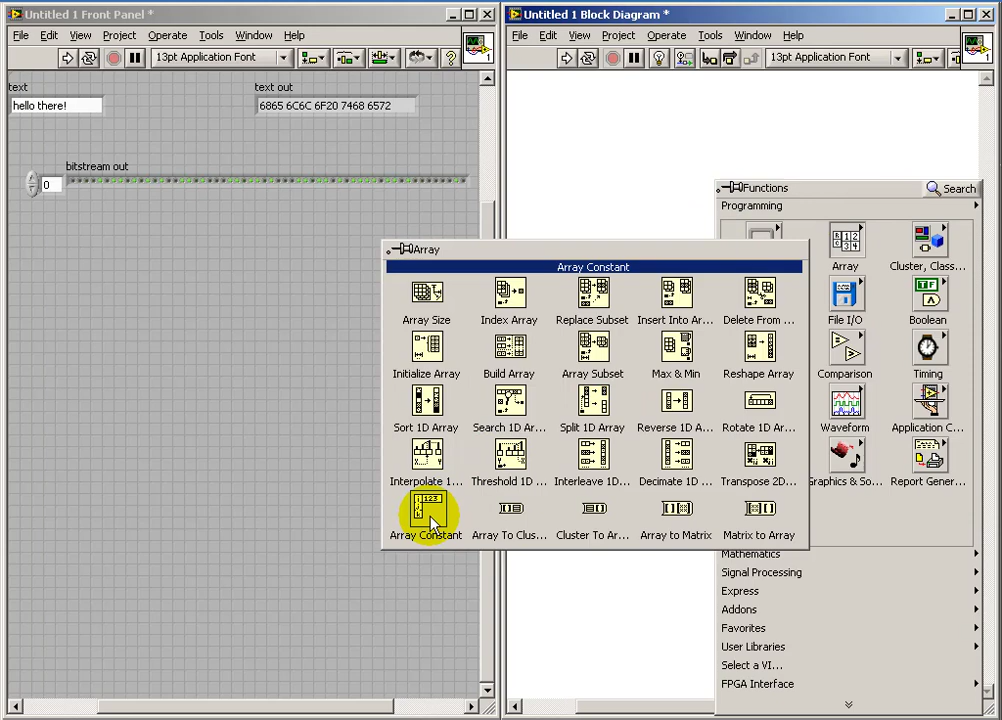 Untitled 1 Front Panel *
File Edit View Project Operate Tools Window Help
13pt Application Font
text
hello there!
text out
6865 6C6C 6F20 7468 6572
bitstream out
0
Untitled 1 Block Diagram *
File Edit View Project Operate Tools Window Help
13pt Application Font
Functions
Search
Programming
Array
Cluster, Class...
File I/O
Boolean
Comparison
Timing
Waveform
Application C...
Graphics & So...
Report Gener...
Mathematics
Signal Processing
Express
Addons
Favorites
User Libraries
Select a VI...
FPGA Interface
Array
Array Constant
Array Size
Index Array
Replace Subset
Insert Into Ar...
Delete From ...
Initialize Array
Build Array
Array Subset
Max & Min
Reshape Array
Sort 1D Array
Search 1D Ar...
Split 1D Array
Reverse 1D A...
Rotate 1D Ar...
Interpolate 1...
Threshold 1D ...
Interleave 1D...
Decimate 1D ...
Transpose 2D...
Array Constant
Array To Clus...
Cluster To Ar...
Array to Matrix
Matrix to Array